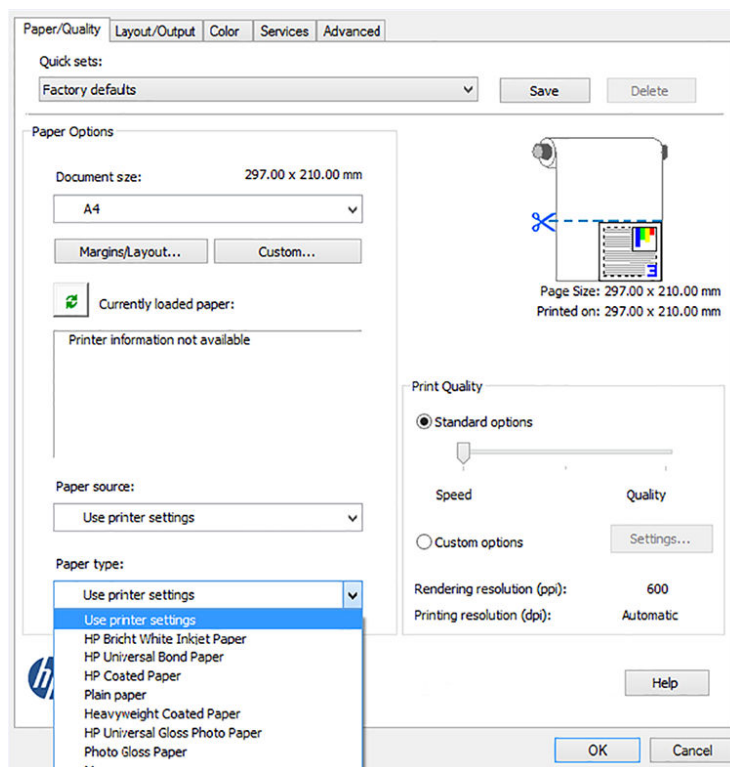 Paper/Quality Layout/Output Color Services Advanced
Quick sets:
Factory defaults
Save
Delete
Paper Options
Document size: 297.00 x 210.00 mm
A4
Margins/Layout...
Custom...
Currently loaded paper:
Printer information not available
Paper source:
Use printer settings
Paper type:
Use printer settings
Use printer settings
HP Bricht White Inkjet Paper
HP Universal Bond Paper
HP Coated Paper
Plain paper
Heavyweight Coated Paper
HP Universal Gloss Photo Paper
Photo Gloss Paper
hp
Page Size: 297.00 x 210.00 mm
Printed on: 297.00 x 210.00 mm
Print Quality
Standard options
Speed Quality
Custom options
Settings...
Rendering resolution (ppi): 600
Printing resolution (dpi): Automatic
Help
OK
Cancel